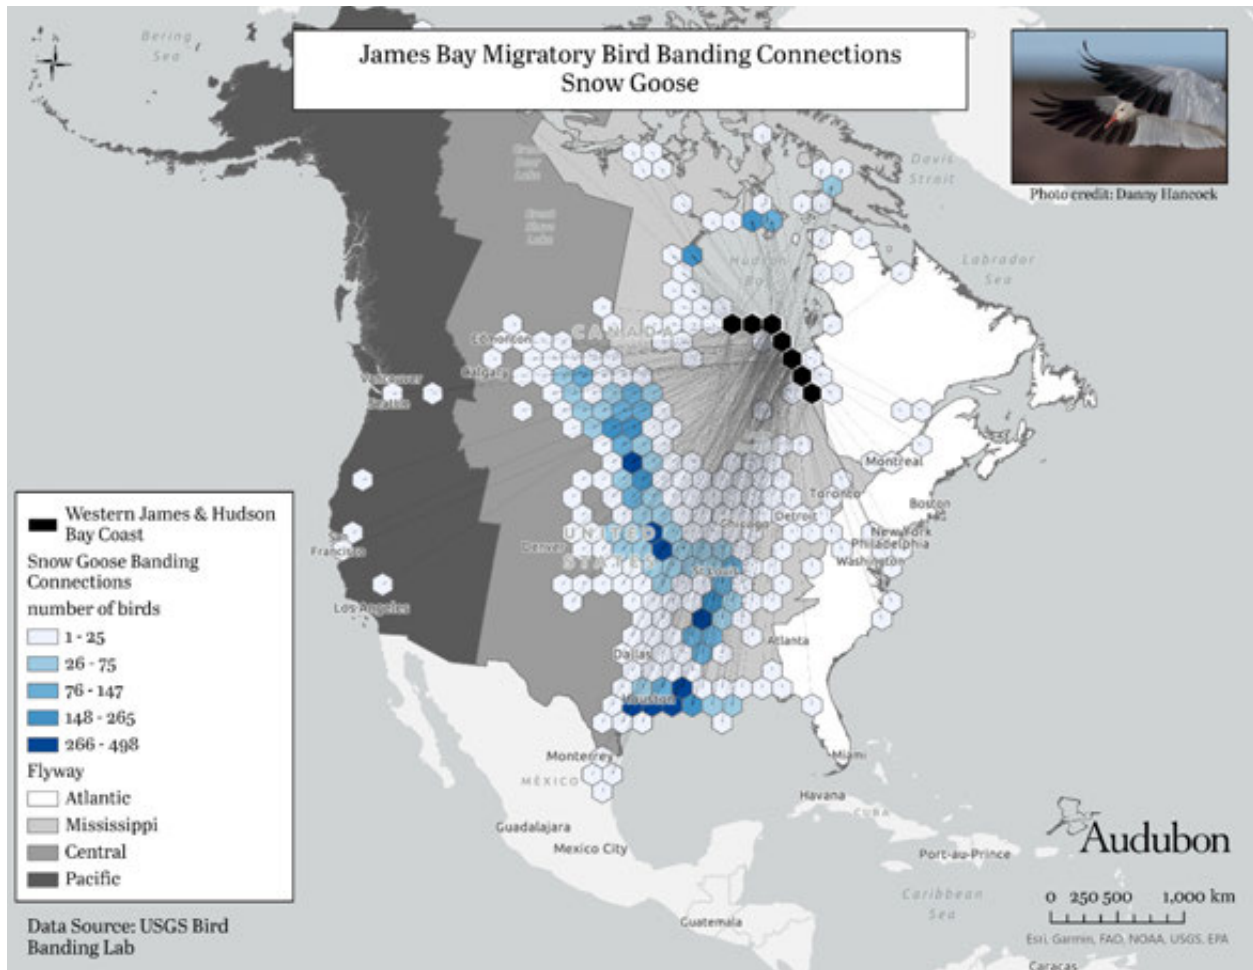 James Bay Migratory Bird Banding Connections
Snow Goose
Photo credit: Danny Hancock
Bering
Sea
Davis
Strait
Hudson
Labrador
Sea
CANADA
Edmonton
Calgary
Vancouver
Seattle
Montreal
Toronto
Boston
Detroit
Chicago
New York
Philadelphia
Washington
San
Francisco
Denver
UNITED
STATES
St Louis
Los Angeles
Atlanta
Dallas
Houston
Monterrey
Miami
MÉXICO
Havana
CUBA
Guadalajara
Mexico City
Port-au-Prince
Caribbean
Sea
Guatemala
Caracas
Western James & Hudson
Bay Coast
Snow Goose Banding
Connections
number of birds
1 - 25
26 - 75
76 - 147
148 - 265
266 - 498
Flyway
Atlantic
Mississippi
Central
Pacific
Data Source: USGS Bird
Banding Lab
Audubon
0 250 500 1,000 km
Esri, Garmin, FAO, NOAA, USGS, EPA